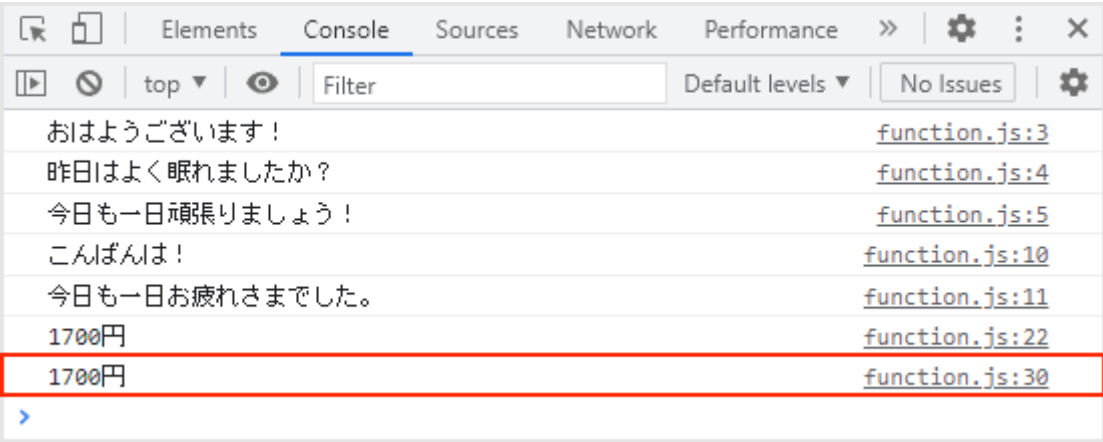 Elements Console Sources Network Performance
top Filter Default levels No Issues
おはようございます！ function.js:3
昨日はよく眠れましたか？ function.js:4
今日も一日頑張りましょう！ function.js:5
こんばんは！ function.js:10
今日も一日お疲れさまでした。 function.js:11
1700円 function.js:22
1700円 function.js:30